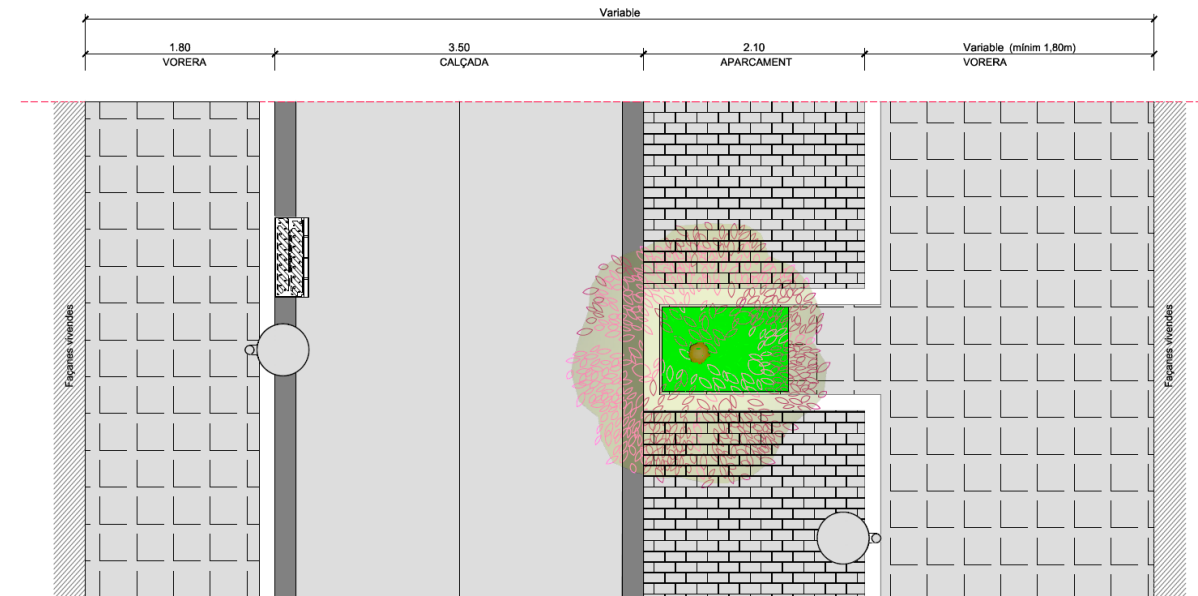 Variable
1.80
3.50
2.10
Variable (mínim 1,80m)
VORERA
CALÇADA
APARCAMENT
VORERA
Façanes vivendes
Façanes vivendes